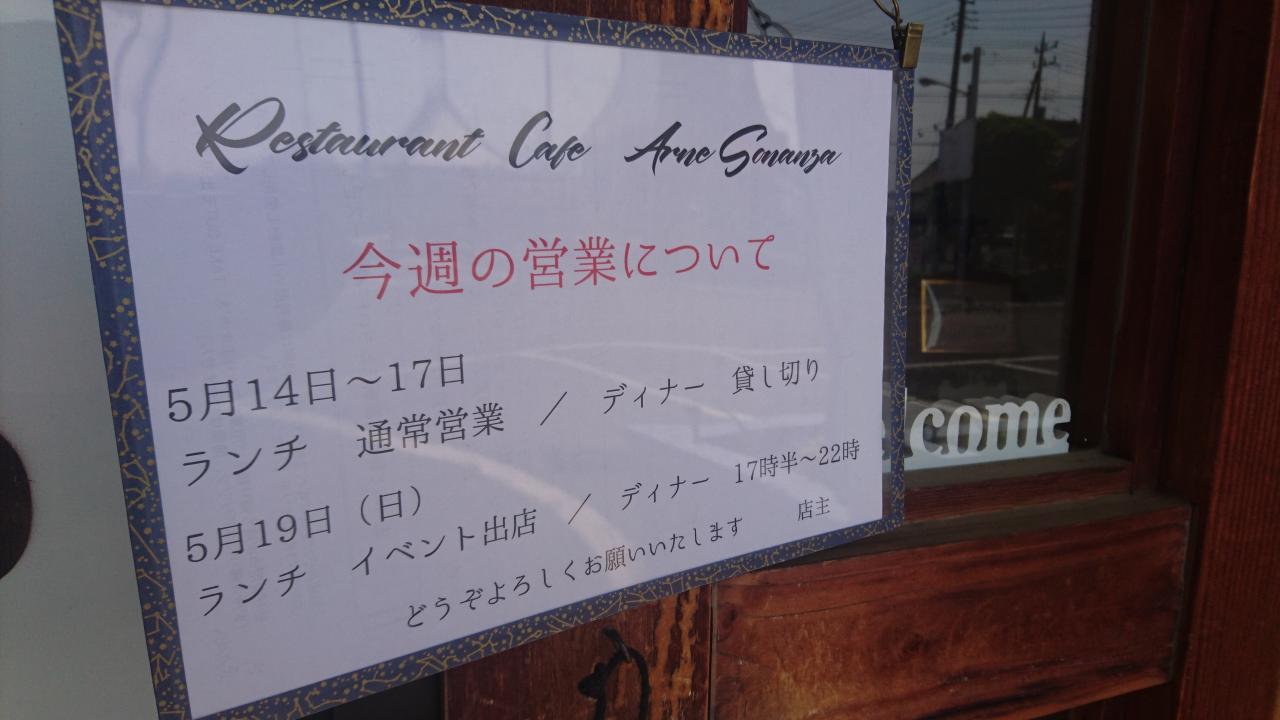 Restaurant Cafe Arne Sonanza
今週の営業について
5月14日～17日
ランチ 通常営業 ／ ディナー 貸し切り
5月19日（日）
ランチ イベント出店 ／ ディナー 17時半～22時
どうぞよろしくお願いいたします 店主
lcome